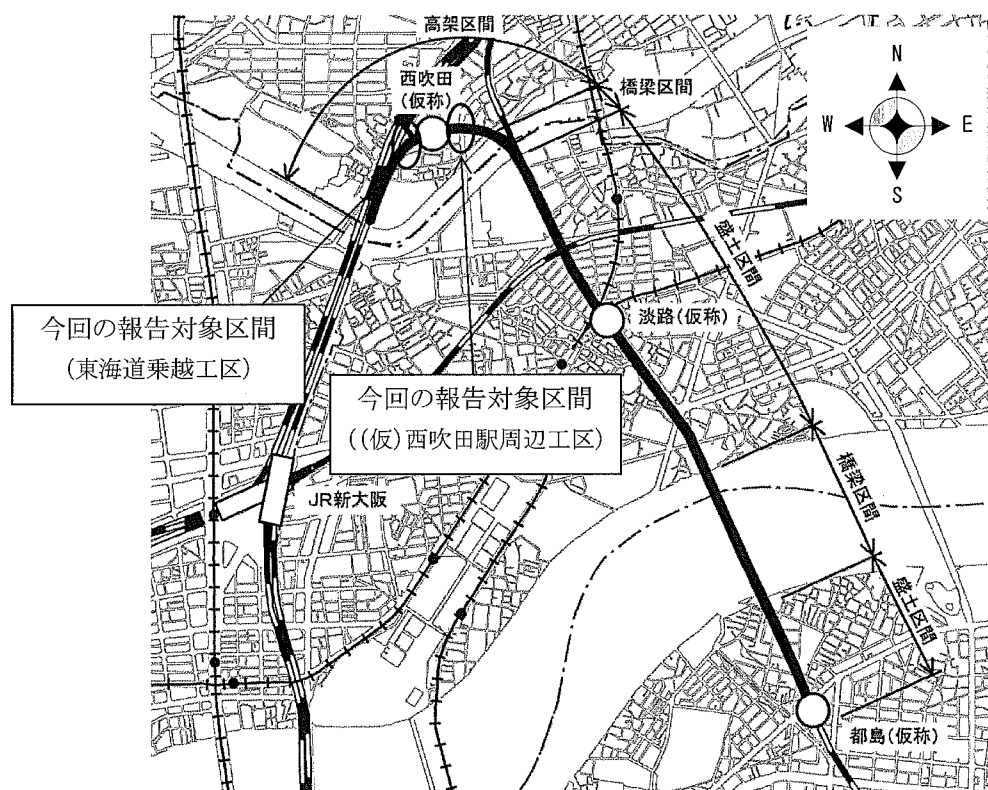 高架区間
西吹田
(仮称)
橋梁区間
N
W
E
S
盛土区間
今回の報告対象区間
(東海道乗越工区)
淡路(仮称)
今回の報告対象区間
((仮)西吹田駅周辺工区)
橋梁区間
JR新大阪
盛土区間
都島(仮称)